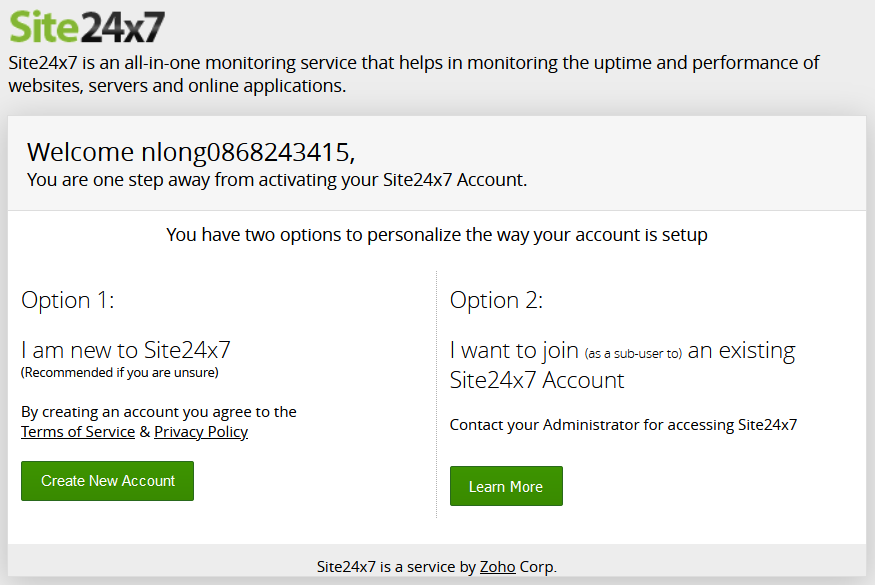 Site24x7
Site24x7 is an all-in-one monitoring service that helps in monitoring the uptime and performance of
websites, servers and online applications.
Welcome nlong0868243415,
You are one step away from activating your Site24x7 Account.
You have two options to personalize the way your account is setup
Option 1:
I am new to Site24x7
(Recommended if you are unsure)
By creating an account you agree to the
Terms of Service & Privacy Policy
Create New Account
Option 2:
I want to join (as a sub-user to) an existing
Site24x7 Account
Contact your Administrator for accessing Site24x7
Learn More
Site24x7 is a service by Zoho Corp.